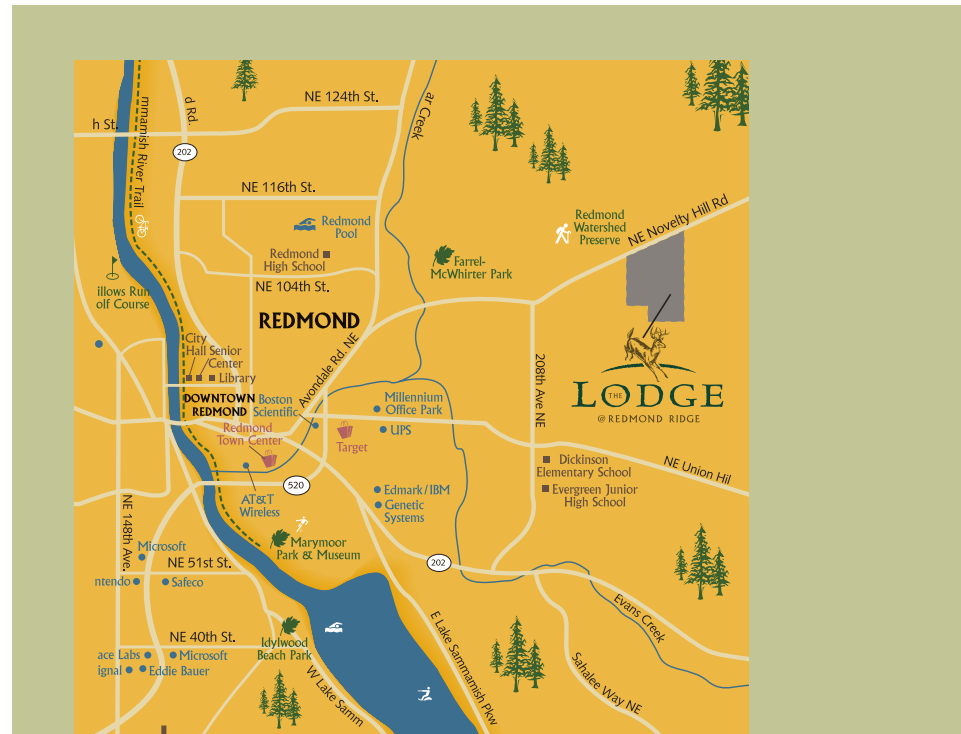 NE 124th St.
h St.
mmamish River Trail
d Rd.
202
ar Creek
NE 116th St.
Redmond
Pool
Redmond
High School
NE 104th St.
Redmond
Watershed
Preserve
NE Novelty Hill Rd
Farrel-
McWhirter Park
illows Run
olf Course
REDMOND
City
Hall Senior
Center
Library
DOWNTOWN
REDMOND
Boston
Scientific
Avondale Rd. NE
Redmond
Town Center
Target
Millennium
Office Park
UPS
208th Ave NE
THE
LODGE
@ REDMOND RIDGE
Dickinson
Elementary School
Evergreen Junior
High School
NE Union Hil
520
AT&T
Wireless
Edmark/IBM
Genetic
Systems
NE 148th Ave.
Marymoor
Park & Museum
Microsoft
NE 51st St.
ntendo
Safeco
202
Evans Creek
NE 40th St.
Idylwood
Beach Park
ace Labs
Microsoft
ignal
Eddie Bauer
W Lake Samm
E Lake Sammamish Pkw
Sahalee Way NE